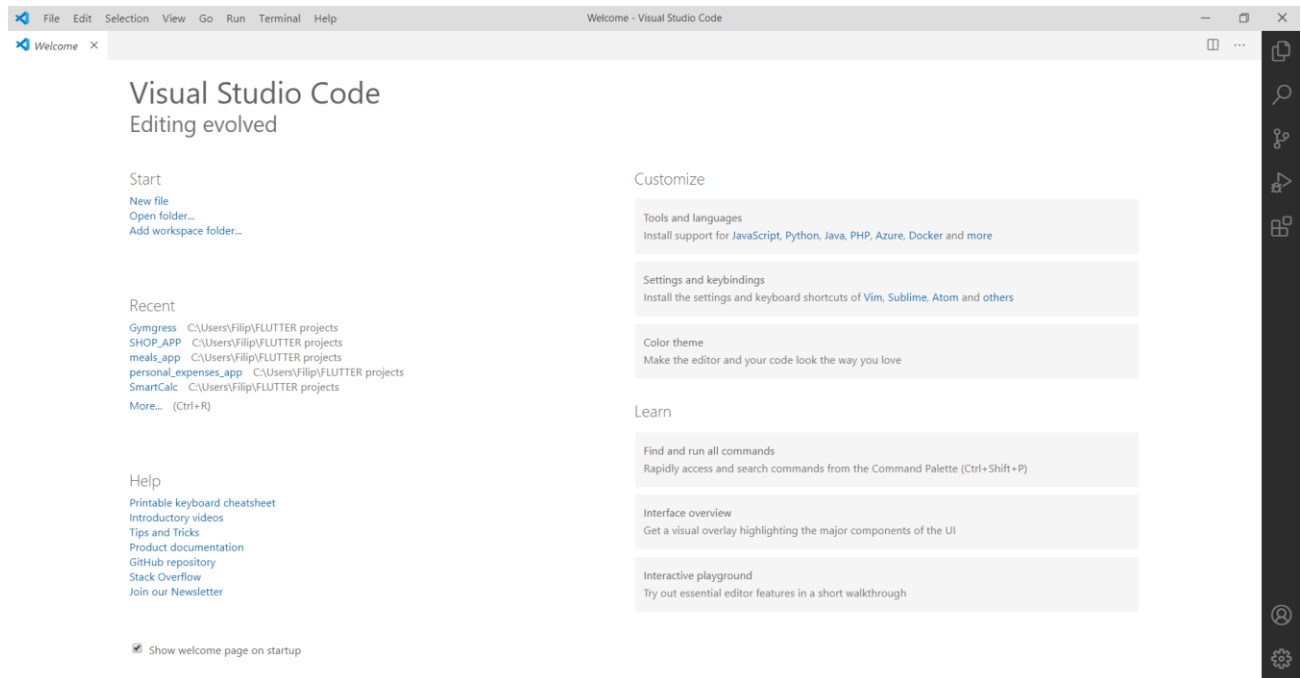 File Edit Selection View Go Run Terminal Help
Welcome - Visual Studio Code
Welcome
Visual Studio Code
Editing evolved
Start
New file
Open folder...
Add workspace folder...
Recent
Gymgress C:\Users\Filip\FLUTTER projects
SHOP_APP C:\Users\Filip\FLUTTER projects
meals_app C:\Users\Filip\FLUTTER projects
personal_expenses_app C:\Users\Filip\FLUTTER projects
SmartCalc C:\Users\Filip\FLUTTER projects
More... (Ctrl+R)
Help
Printable keyboard cheatsheet
Introductory videos
Tips and Tricks
Product documentation
GitHub repository
Stack Overflow
Join our Newsletter
Show welcome page on startup
Customize
Tools and languages
Install support for JavaScript, Python, Java, PHP, Azure, Docker and more
Settings and keybindings
Install the settings and keyboard shortcuts of Vim, Sublime, Atom and others
Color theme
Make the editor and your code look the way you love
Learn
Find and run all commands
Rapidly access and search commands from the Command Palette (Ctrl+Shift+P)
Interface overview
Get a visual overlay highlighting the major components of the UI
Interactive playground
Try out essential editor features in a short walkthrough